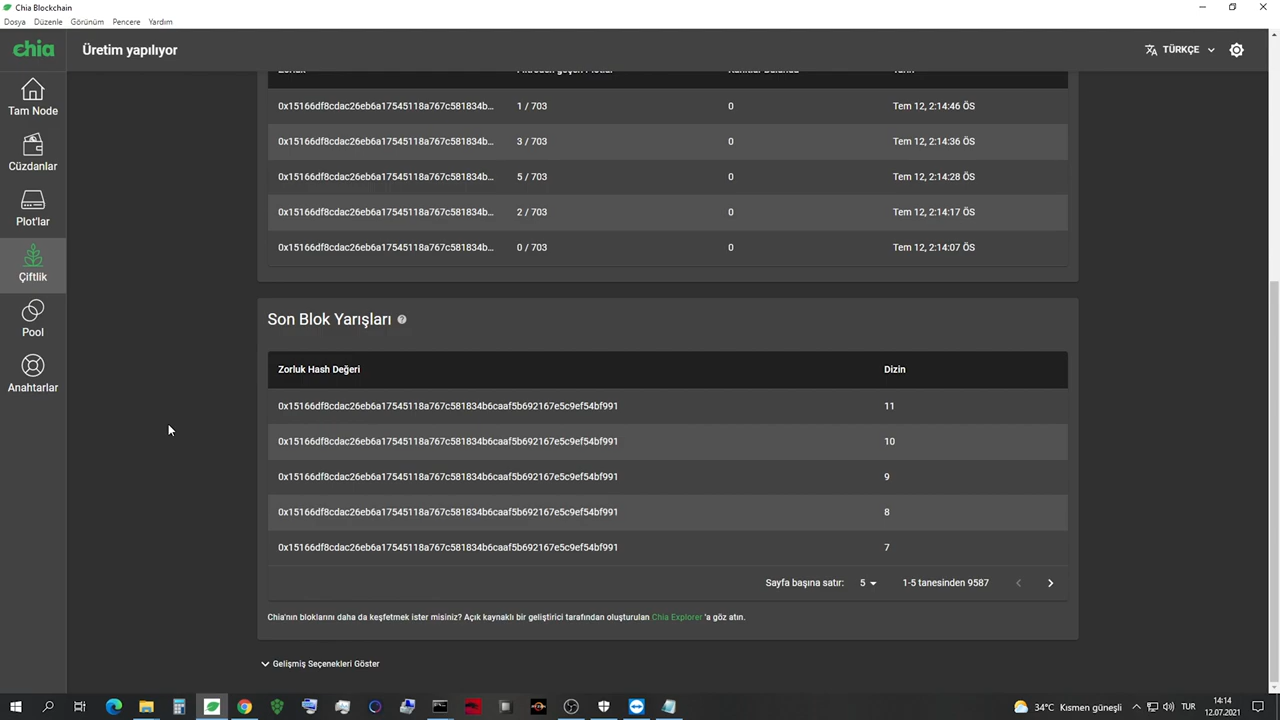 Chia Blockchain
Dosya Düzenle Görünüm Pencere Yardım
chia
Üretim yapılıyor
TÜRKÇE
Tam Node
Cüzdanlar
Plot'lar
Çiftlik
Pool
Anahtarlar
0x15166df8cdac26eb6a17545118a767c581834b... 1 / 703 0 Tem 12, 2:14:46 ÖS
0x15166df8cdac26eb6a17545118a767c581834b... 3 / 703 0 Tem 12, 2:14:36 ÖS
0x15166df8cdac26eb6a17545118a767c581834b... 5 / 703 0 Tem 12, 2:14:28 ÖS
0x15166df8cdac26eb6a17545118a767c581834b... 2 / 703 0 Tem 12, 2:14:17 ÖS
0x15166df8cdac26eb6a17545118a767c581834b... 0 / 703 0 Tem 12, 2:14:07 ÖS
Son Blok Yarışları
Zorluk Hash Değeri Dizin
0x15166df8cdac26eb6a17545118a767c581834b6caaf5b692167e5c9ef54bf991 11
0x15166df8cdac26eb6a17545118a767c581834b6caaf5b692167e5c9ef54bf991 10
0x15166df8cdac26eb6a17545118a767c581834b6caaf5b692167e5c9ef54bf991 9
0x15166df8cdac26eb6a17545118a767c581834b6caaf5b692167e5c9ef54bf991 8
0x15166df8cdac26eb6a17545118a767c581834b6caaf5b692167e5c9ef54bf991 7
Sayfa başına satır: 5 1-5 tanesinden 9587
Chia'nın bloklarını daha da keşfetmek ister misiniz? Açık kaynaklı bir geliştirici tarafından oluşturulan Chia Explorer 'a göz atın.
Gelişmiş Seçenekleri Göster
34°C Kısmen güneşli TUR 14:14
12.07.2021